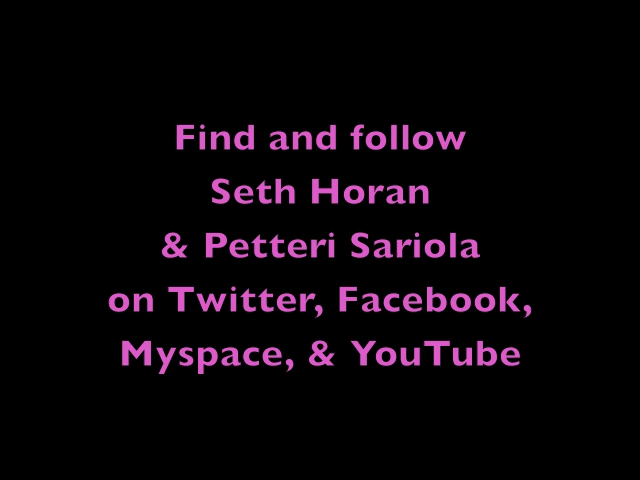 Find and follow
Seth Horan
& Petteri Sariola
on Twitter, Facebook,
Myspace, & YouTube